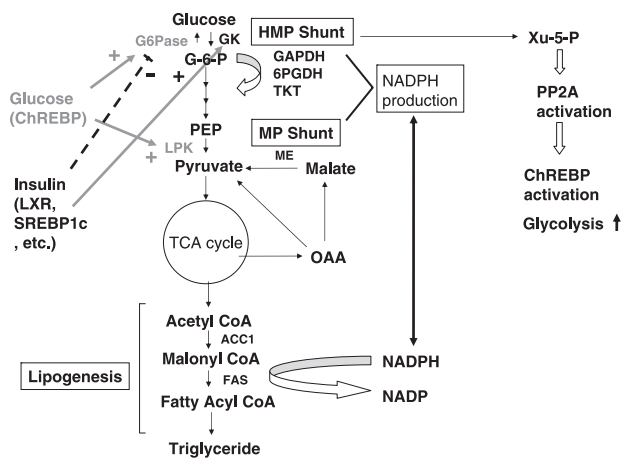 Glucose
G6Pase
GK
HMP Shunt
Xu-5-P
+
G-6-P
GAPDH
6PGDH
TKT
- +
NADPH
production
PP2A
activation
Glucose
(ChREBP)
PEP
MP Shunt
LPK
+
ME
Pyruvate
Malate
ChREBP
activation
Insulin
(LXR,
SREBP1c
, etc.)
Glycolysis
TCA cycle
OAA
Acetyl CoA
ACC1
Malonyl CoA
NADPH
Lipogenesis
FAS
Fatty Acyl CoA
NADP
Triglyceride